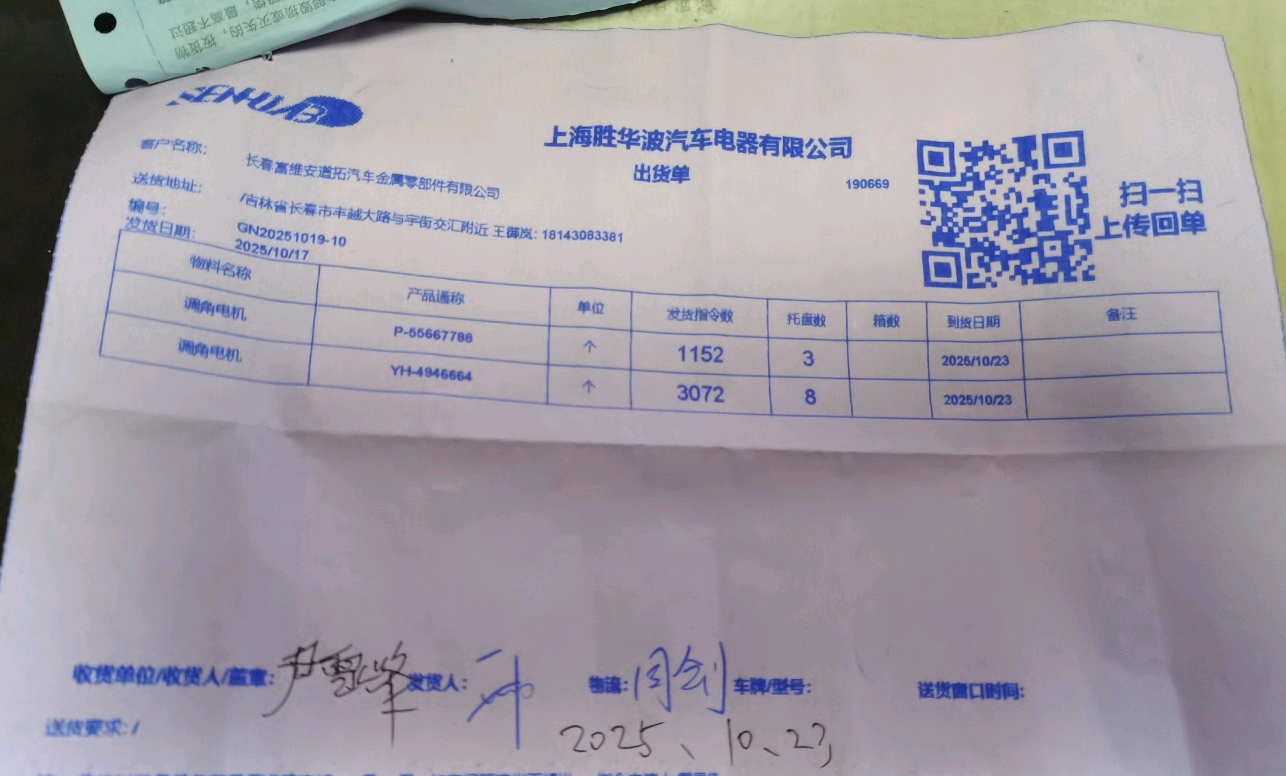 SENHUAB
上海胜华波汽车电器有限公司
出货单
190669
扫一扫
上传回单
客户名称: 长春富维安道拓汽车金属零部件有限公司
送货地址: /吉林省长春市丰越大路与宇街交汇附近 王御岚: 18143083381
编号: GN20251019-10
发货日期: 2025/10/17
物料名称 产品通称 单位 发货指令数 托盘数 箱数 到货日期 备注
调角电机 P-55667788 个 1152 3 2025/10/23
调角电机 YH-4946664 个 3072 8 2025/10/23
收货单位/收货人/盖章: 尹雪峰 发货人: 物流: 车牌/型号: 送货窗口时间:
送货要求: /
2025、10、23